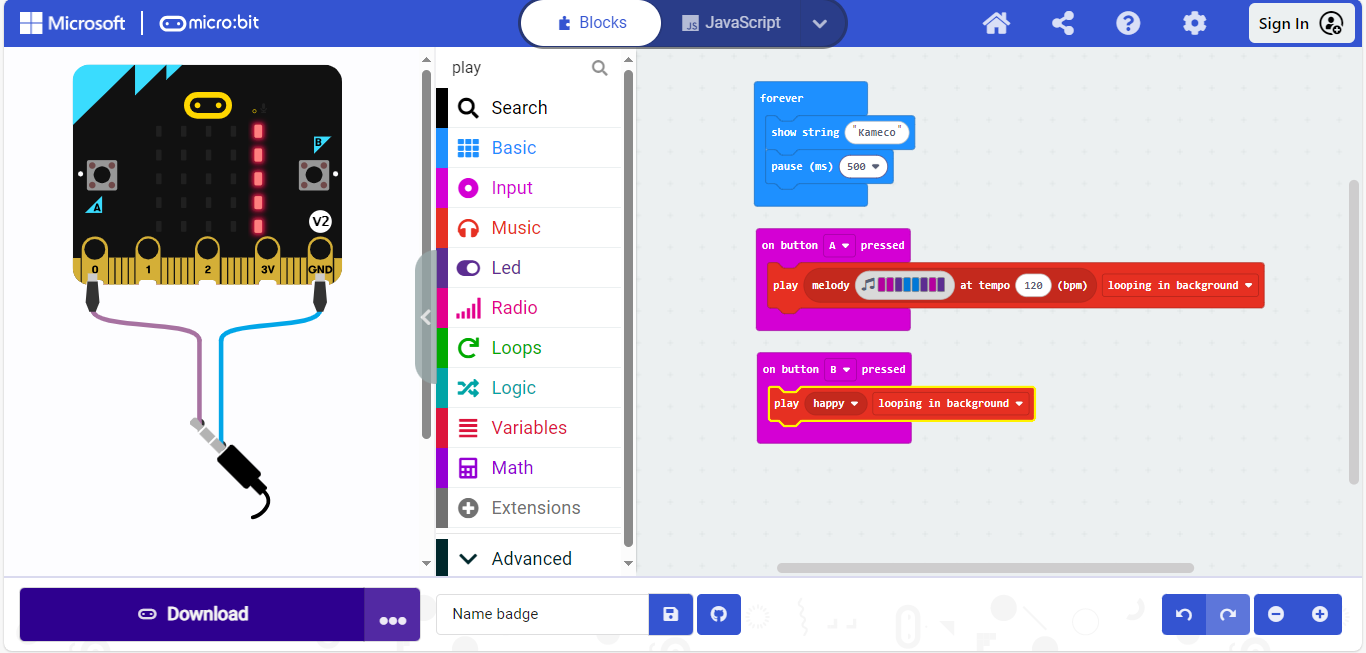 Microsoft micro:bit Blocks JavaScript Sign In
A
B
V2
0 1 2 3V GND
play
Search
Basic
Input
Music
Led
Radio
Loops
Logic
Variables
Math
Extensions
Advanced
forever
show string "Kameco"
pause (ms) 500
on button A pressed
play melody at tempo 120 (bpm) looping in background
on button B pressed
play happy looping in background
Download
Name badge